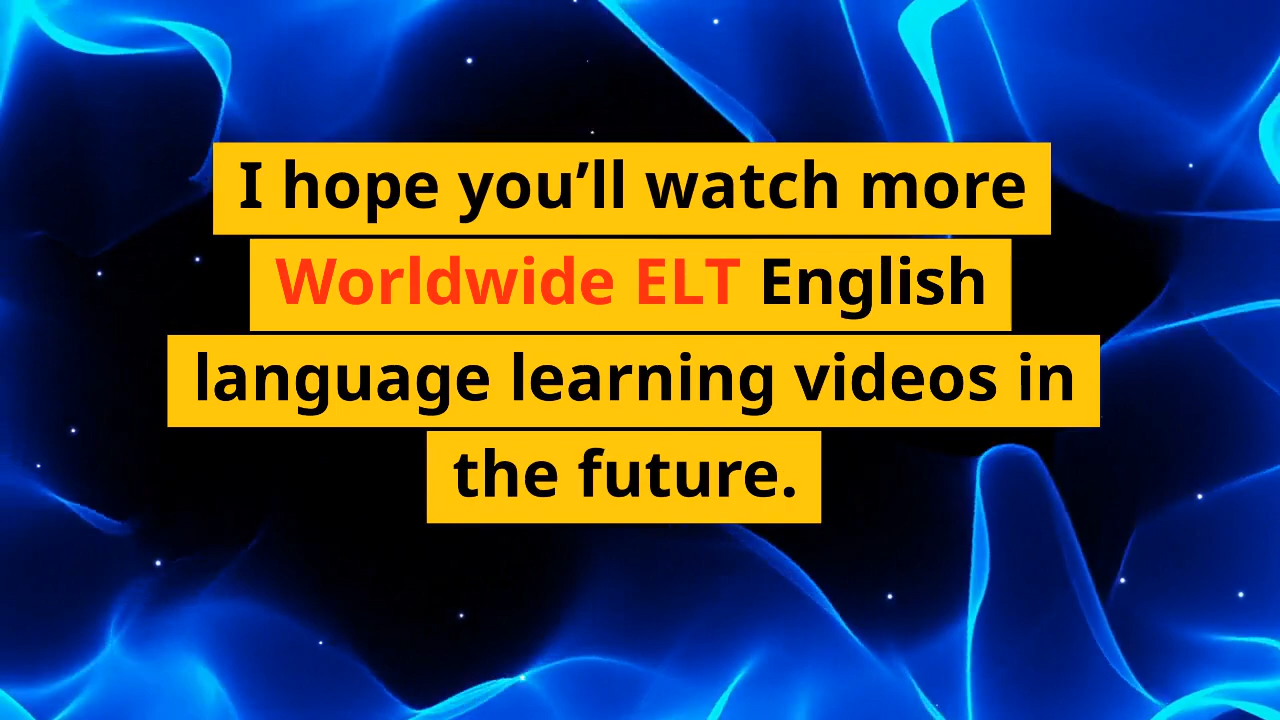 I hope you’ll watch more
Worldwide ELT English
language learning videos in
the future.